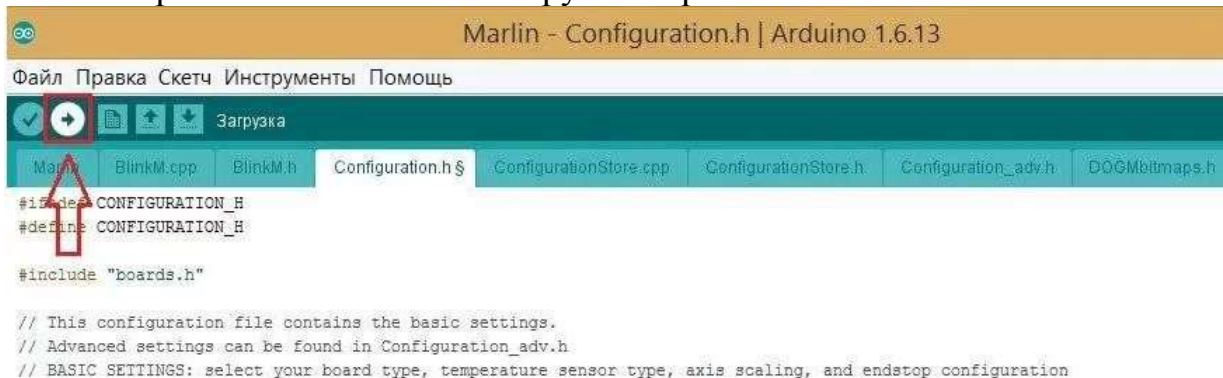 Marlin - Configuration.h | Arduino 1.6.13
Файл Правка Скетч Инструменты Помощь
Загрузка
BlinkM.cpp BlinkM.h Configuration.h § ConfigurationStore.cpp ConfigurationStore.h Configuration_adv.h DOGMbitmaps.h
CONFIGURATION_H
#define CONFIGURATION_H
#include "boards.h"
// This configuration file contains the basic settings.
// Advanced settings can be found in Configuration_adv.h
// BASIC SETTINGS: select your board type, temperature sensor type, axis scaling, and endstop configuration